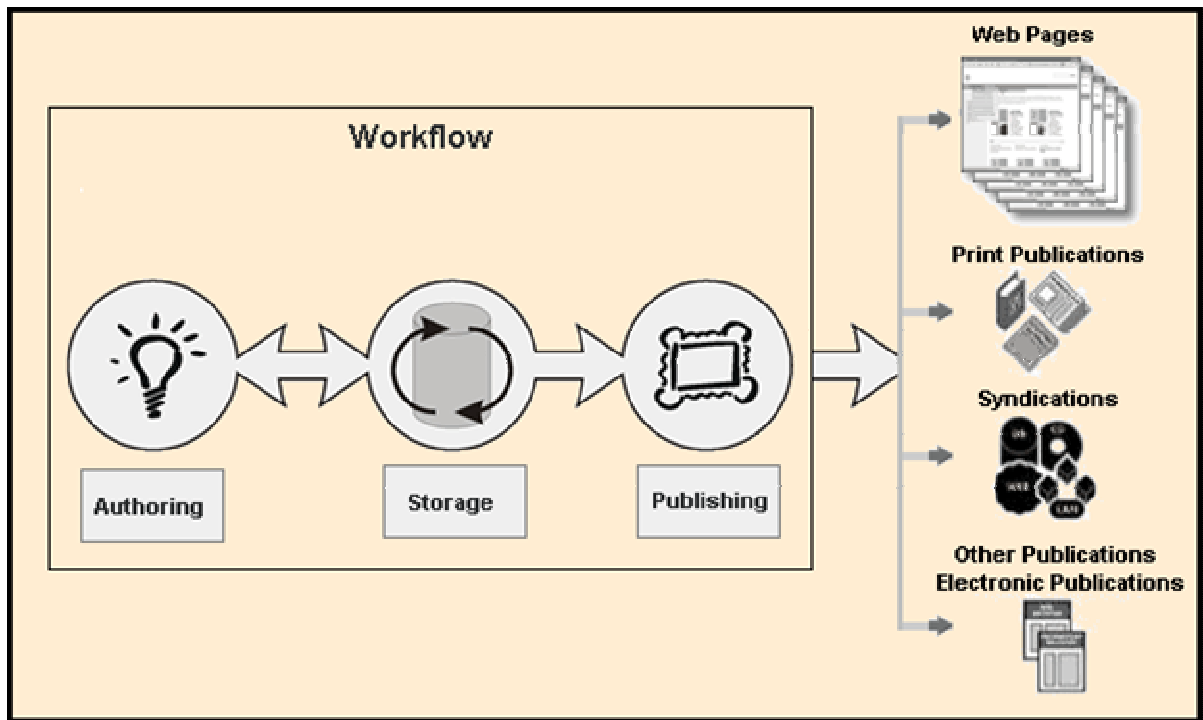 Web Pages
Workflow
Print Publications
Syndications
Authoring
Storage
Publishing
Other Publications
Electronic Publications